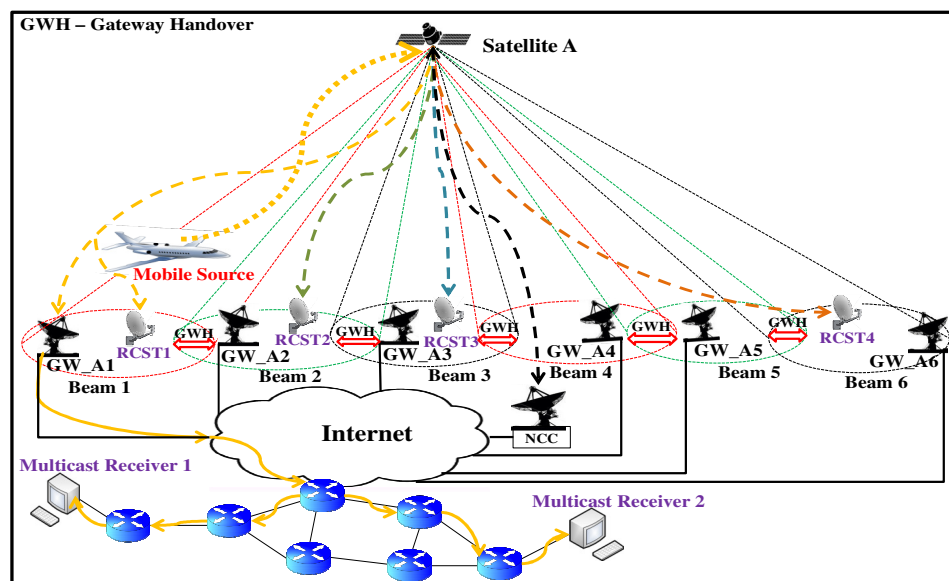 GWH – Gateway Handover
Satellite A
Mobile Source
GWH
GWH
GWH
GWH
GWH
RCST1
RCST2
RCST3
RCST4
GW_A1
GW_A2
GW_A3
GW_A4
GW_A5
GW_A6
Beam 1
Beam 2
Beam 3
Beam 4
Beam 5
Beam 6
Internet
NCC
Multicast Receiver 1
Multicast Receiver 2